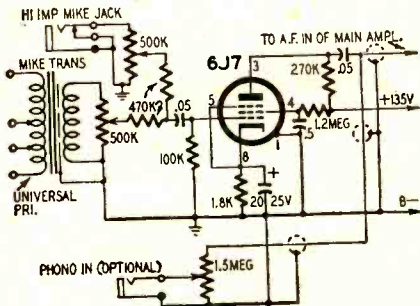 HI IMP MIKE JACK
TO A.F. IN OF MAIN AMPL.
500K
6J7
3
.05
MIKE TRANS
270K
470K?
.05
5
4
+135V
500K
1.2MEG
.5
1
100K
8
+
UNIVERSAL
PRI.
1.8K
20
25V
B–
PHONO IN (OPTIONAL)
1.5MEG